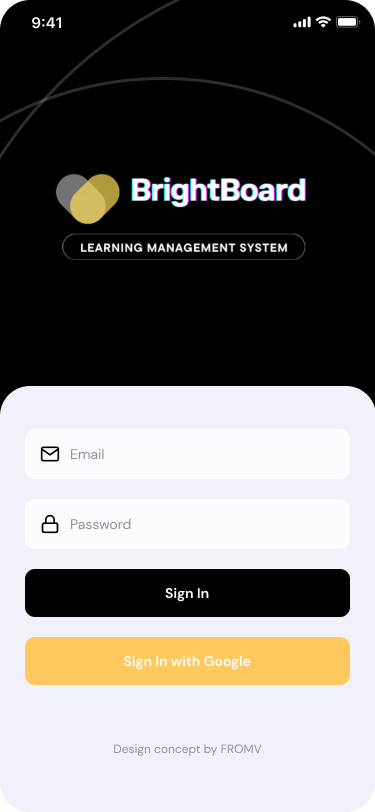 9:41
BrightBoard
LEARNING MANAGEMENT SYSTEM
Email
Password
Sign In
Sign In with Google
Design concept by FROMV